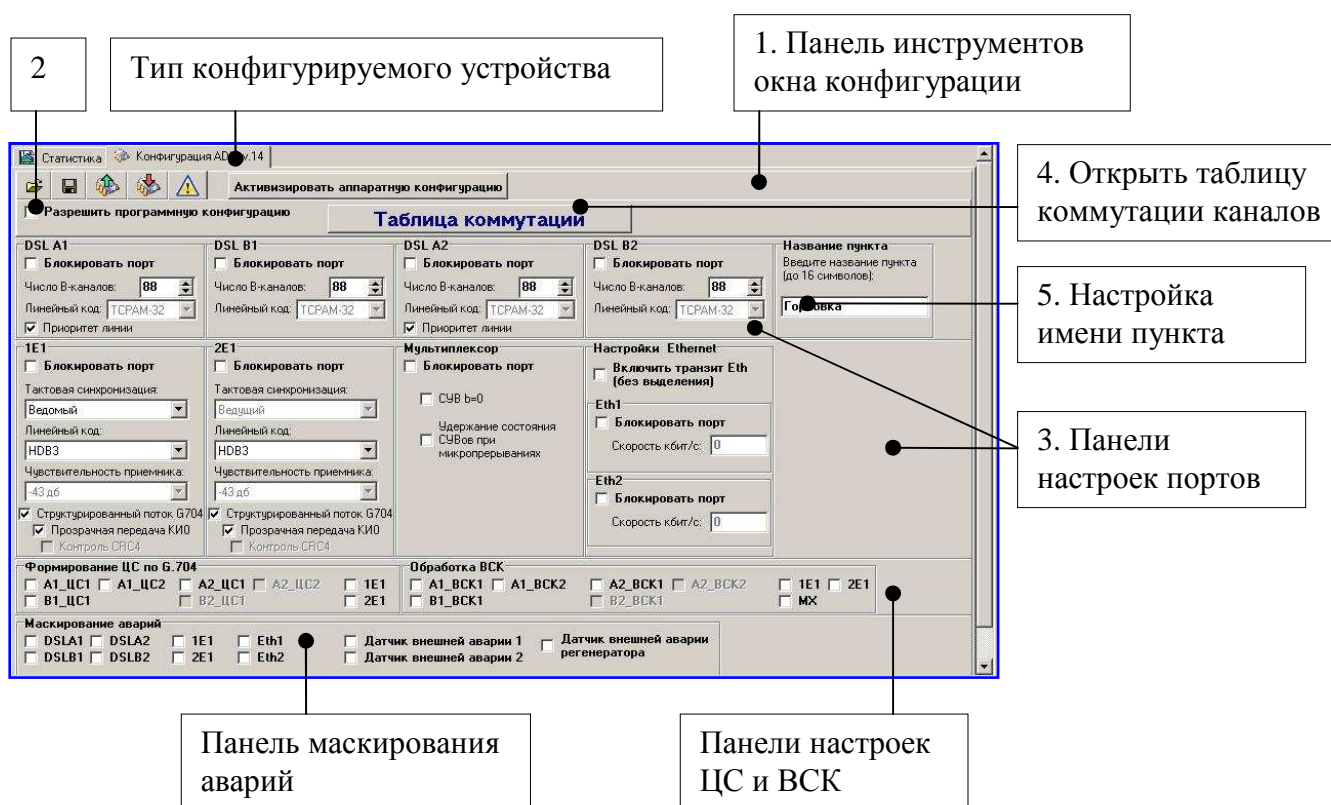 2
Тип конфигурируемого устройства
1. Панель инструментов
окна конфигурации
Статистика Конфигурация v.14
Активизировать аппаратную конфигурацию
Разрешить программную конфигурацию
Таблица коммутации
4. Открыть таблицу
коммутации каналов
DSL A1 DSL B1 DSL A2 DSL B2 Название пункта
Блокировать порт Блокировать порт Блокировать порт Блокировать порт Введите название пункта
(до 16 символов):
Число В-каналов: 88 Число В-каналов: 88 Число В-каналов: 88 Число В-каналов: 88
Линейный код: TCPAM-32 Линейный код: TCPAM-32 Линейный код: TCPAM-32 Линейный код: TCPAM-32
Приоритет линии Приоритет линии
5. Настройка
имени пункта
1E1 2E1 Мультиплексор Настройки Ethernet
Блокировать порт Блокировать порт Блокировать порт Включить транзит Eth
(без выделения)
Тактовая синхронизация: Тактовая синхронизация: СУВ b=0
Ведомый Ведущий Eth1
Линейный код: Линейный код: Удержание состояния
СУВов при
микропрерываниях
Блокировать порт
HDB3 HDB3 Скорость кбит/с: 0
Чувствительность приемника: Чувствительность приемника:
-43 дб -43 дб Eth2
Блокировать порт
Структурированный поток G704 Структурированный поток G704
Прозрачная передача КИ0 Прозрачная передача КИ0 Скорость кбит/с: 0
Контроль CRC4 Контроль CRC4
3. Панели
настроек портов
Формирование ЦС по G.704 Обработка ВСК
A1_ЦС1 A1_ЦС2 A2_ЦС1 A2_ЦС2 1E1 A1_ВСК1 A1_ВСК2 A2_ВСК1 A2_ВСК2 1E1 2E1
B1_ЦС1 B2_ЦС1 2E1 B1_ВСК1 B2_ВСК1 MX
Маскирование аварий
DSLA1 DSLA2 1E1 Eth1 Датчик внешней аварии 1 Датчик внешней аварии
регенератора
DSLB1 DSLB2 2E1 Eth2 Датчик внешней аварии 2
Панель маскирования
аварий
Панели настроек
ЦС и ВСК